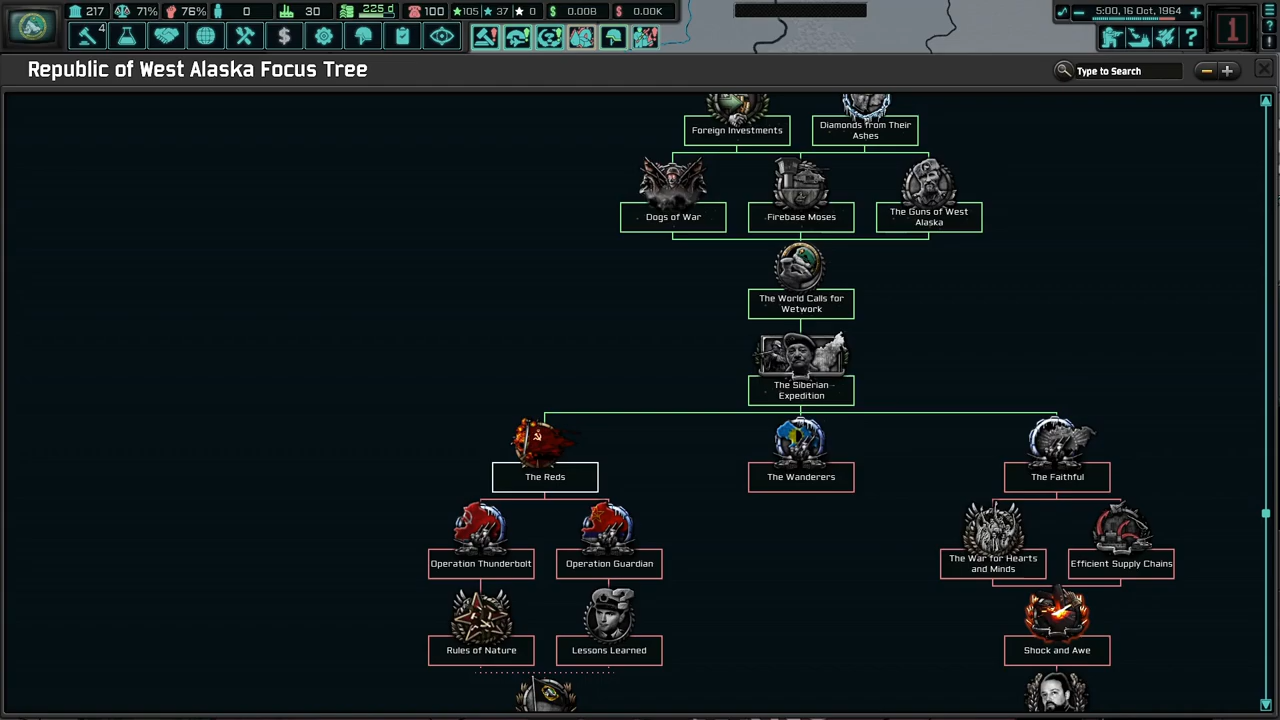 217 71% 76% 0 30 225 d 100 105 37 0 0.00B 0.00K
5:00, 16 Oct, 1964
4
1
Republic of West Alaska Focus Tree
Type to Search
Foreign Investments
Diamonds from Their
Ashes
Dogs of War
Firebase Moses
The Guns of West
Alaska
The World Calls for
Wetwork
The Siberian
Expedition
The Reds
The Wanderers
The Faithful
Operation Thunderbolt
Operation Guardian
The War for Hearts
and Minds
Efficient Supply Chains
Rules of Nature
Lessons Learned
Shock and Awe